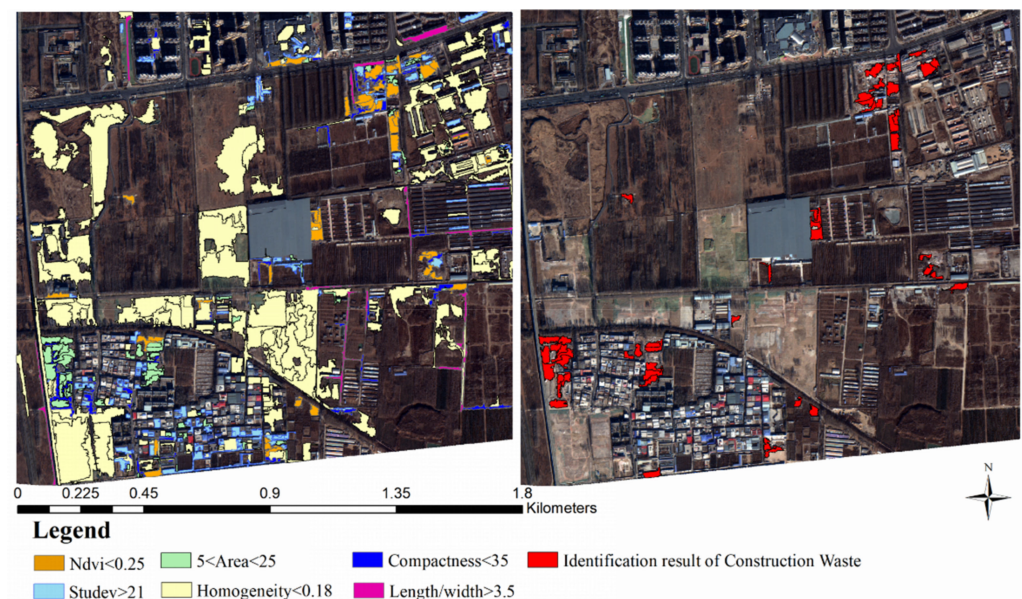 0 0.225 0.45 0.9 1.35 1.8
Kilometers
N
Legend
Ndvi<0.25 5<Area<25 Compactness<35 Identification result of Construction Waste
Studev>21 Homogeneity<0.18 Length/width>3.5